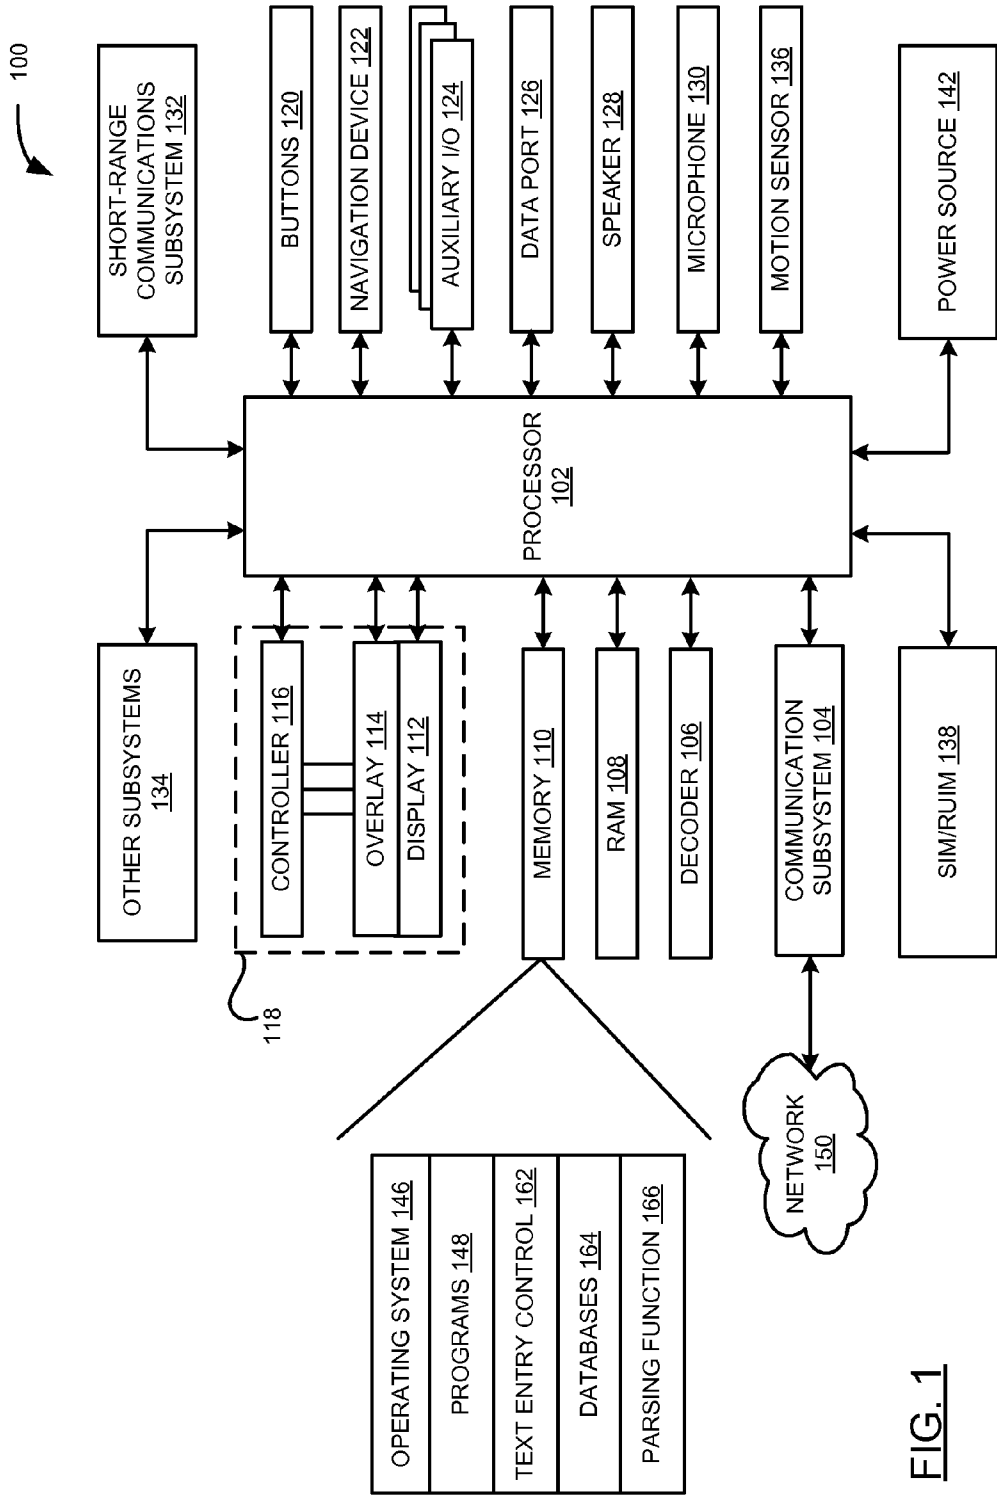 100
OTHER SUBSYSTEMS
134
SHORT-RANGE
COMMUNICATIONS
SUBSYSTEM 132
118
CONTROLLER 116
OVERLAY 114
DISPLAY 112
BUTTONS 120
NAVIGATION DEVICE 122
AUXILIARY I/O 124
OPERATING SYSTEM 146
PROGRAMS 148
TEXT ENTRY CONTROL 162
DATABASES 164
PARSING FUNCTION 166
MEMORY 110
RAM 108
DECODER 106
PROCESSOR
102
DATA PORT 126
SPEAKER 128
MICROPHONE 130
MOTION SENSOR 136
NETWORK
150
COMMUNICATION
SUBSYSTEM 104
SIM/RUIM 138
POWER SOURCE 142
FIG. 1